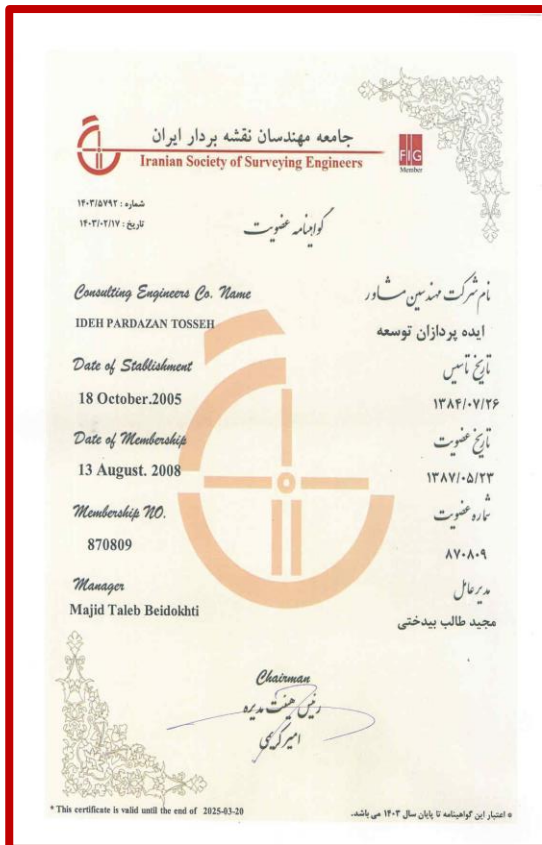 جامعه مهندسان نقشه بردار ایران
Iranian Society of Surveying Engineers
FIG
Member
شماره : ۱۴۰۳/۵۷۹۲
تاریخ : ۱۴۰۳/۰۲/۱۷
گواهینامه عضویت
Consulting Engineers Co. Name
نام شرکت مهندسین مشاور
IDEH PARDAZAN TOSSEH
ایده پردازان توسعه
Date of Stablishment
تاریخ تاسیس
18 October.2005
۱۳۸۴/۰۷/۲۶
Date of Membership
تاریخ عضویت
13 August. 2008
۱۳۸۷/۰۵/۲۳
Membership NO.
شماره عضویت
870809
۸۷۰۸۰۹
Manager
مدیرعامل
Majid Taleb Beidokhti
مجید طالب بیدختی
Chairman
رئیس هیئت مدیره
امیر کریمی
* This certificate is valid until the end of 2025-03-20
* اعتبار این گواهینامه تا پایان سال ۱۴۰۳ می باشد.